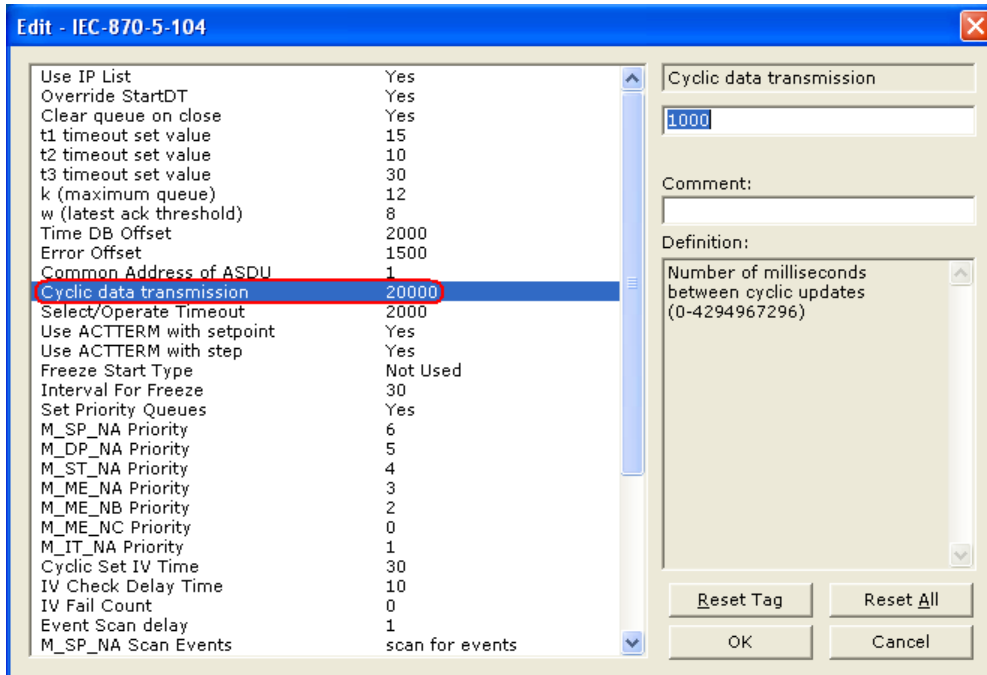 Edit - IEC-870-5-104
Use IP List Yes
Override StartDT Yes
Clear queue on close Yes
t1 timeout set value 15
t2 timeout set value 10
t3 timeout set value 30
k (maximum queue) 12
w (latest ack threshold) 8
Time DB Offset 2000
Error Offset 1500
Common Address of ASDU 1
Cyclic data transmission 20000
Select/Operate Timeout 2000
Use ACTTERM with setpoint Yes
Use ACTTERM with step Yes
Freeze Start Type Not Used
Interval For Freeze 30
Set Priority Queues Yes
M_SP_NA Priority 6
M_DP_NA Priority 5
M_ST_NA Priority 4
M_ME_NA Priority 3
M_ME_NB Priority 2
M_ME_NC Priority 0
M_IT_NA Priority 1
Cyclic Set IV Time 30
IV Check Delay Time 10
IV Fail Count 0
Event Scan delay 1
M_SP_NA Scan Events scan for events
Cyclic data transmission
1000
Comment:
Definition:
Number of milliseconds
between cyclic updates
(0-4294967296)
Reset Tag Reset All
OK Cancel